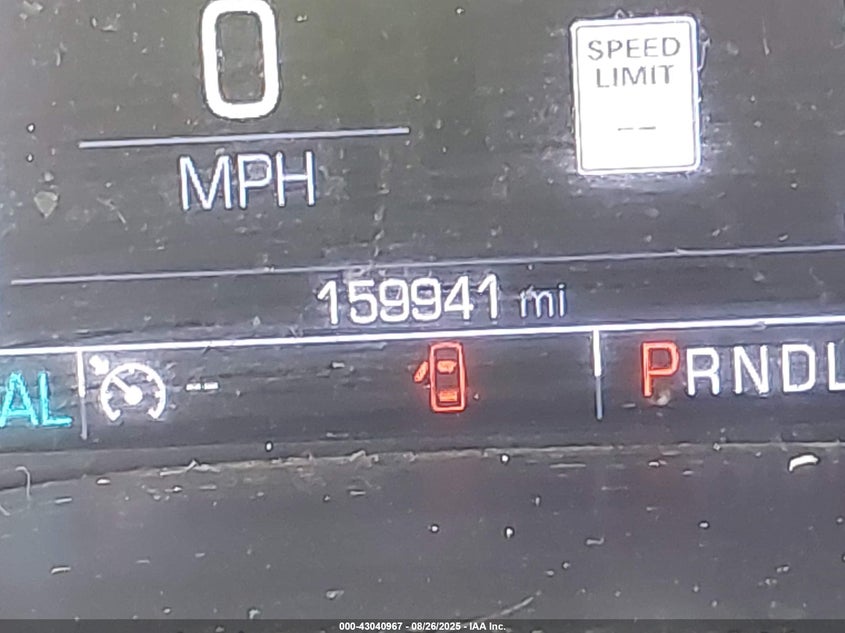 0
MPH
SPEED
LIMIT
--
159941 mi
AL
--
PRNDL
000-43040967 - 08/26/2025 - IAA Inc.